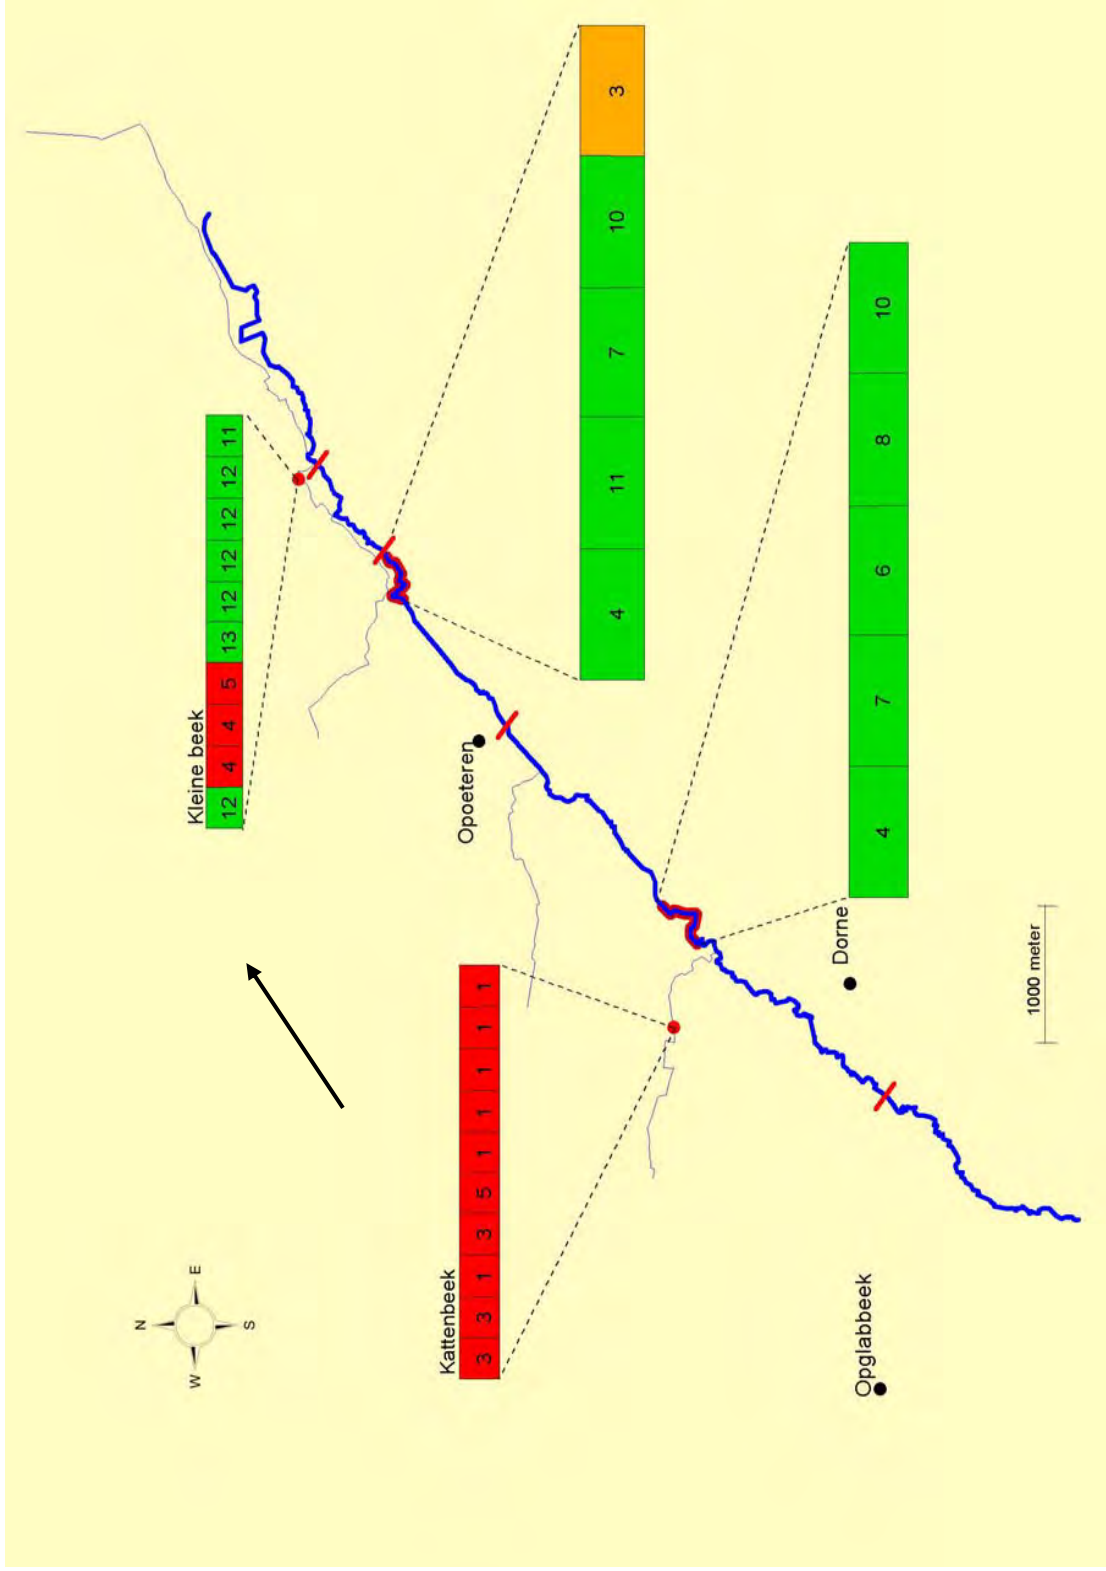 N
W E
S
Kleine beek
12 4 4 5 13 12 12 12 12 11
Kattenbeek
3 3 1 3 5 1 1 1 1 1
Opoeteren
4 11 7 10 3
Dorne
Opglabbeek
4 7 6 8 10
1000 meter